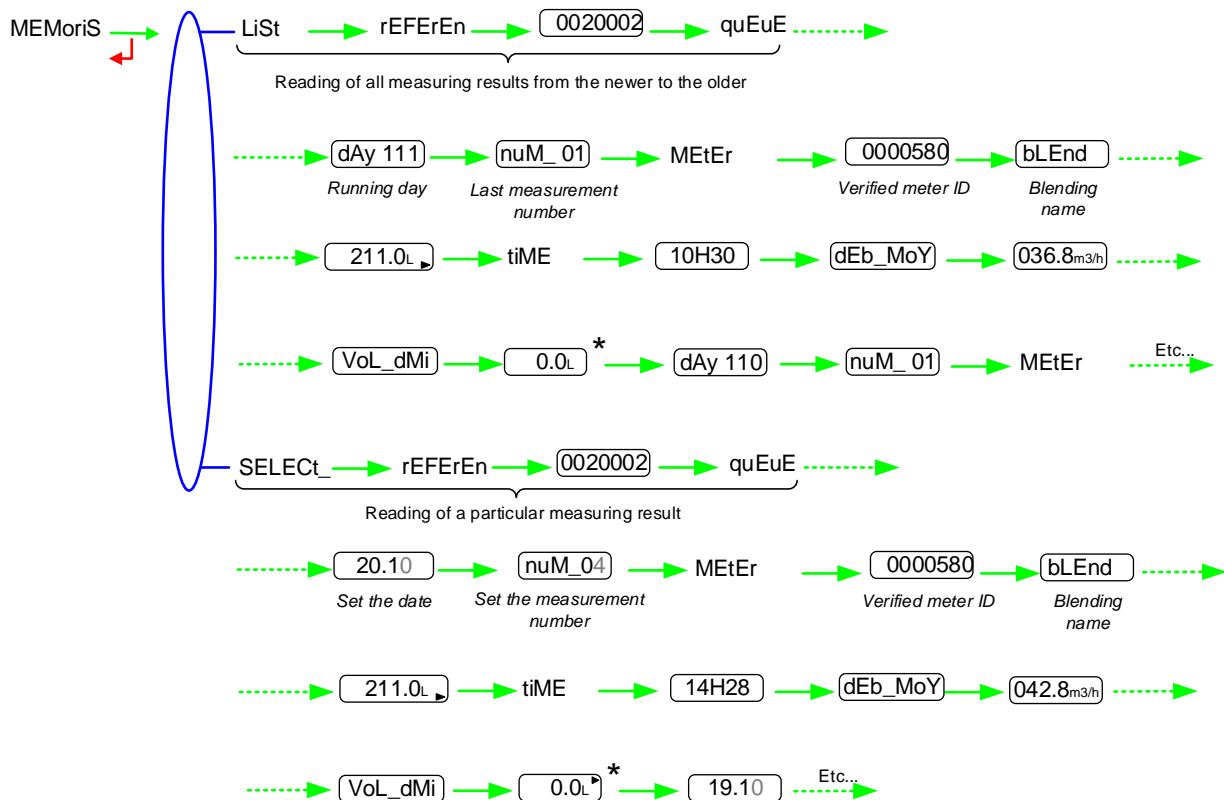 MEMoriS LiSt rEFErEn 0020002 quEuE
Reading of all measuring results from the newer to the older
dAy 111 nuM_ 01 MEtEr 0000580 bLEnd
Running day Last measurement number Verified meter ID Blending name
211.0L tiME 10H30 dEb_MoY 036.8m3/h
VoL_dMi 0.0L * dAy 110 nuM_ 01 MEtEr Etc...
SELECt_ rEFErEn 0020002 quEuE
Reading of a particular measuring result
20.10 nuM_04 MEtEr 0000580 bLEnd
Set the date Set the measurement number Verified meter ID Blending name
211.0L tiME 14H28 dEb_MoY 042.8m3/h
VoL_dMi 0.0L * 19.10 Etc...